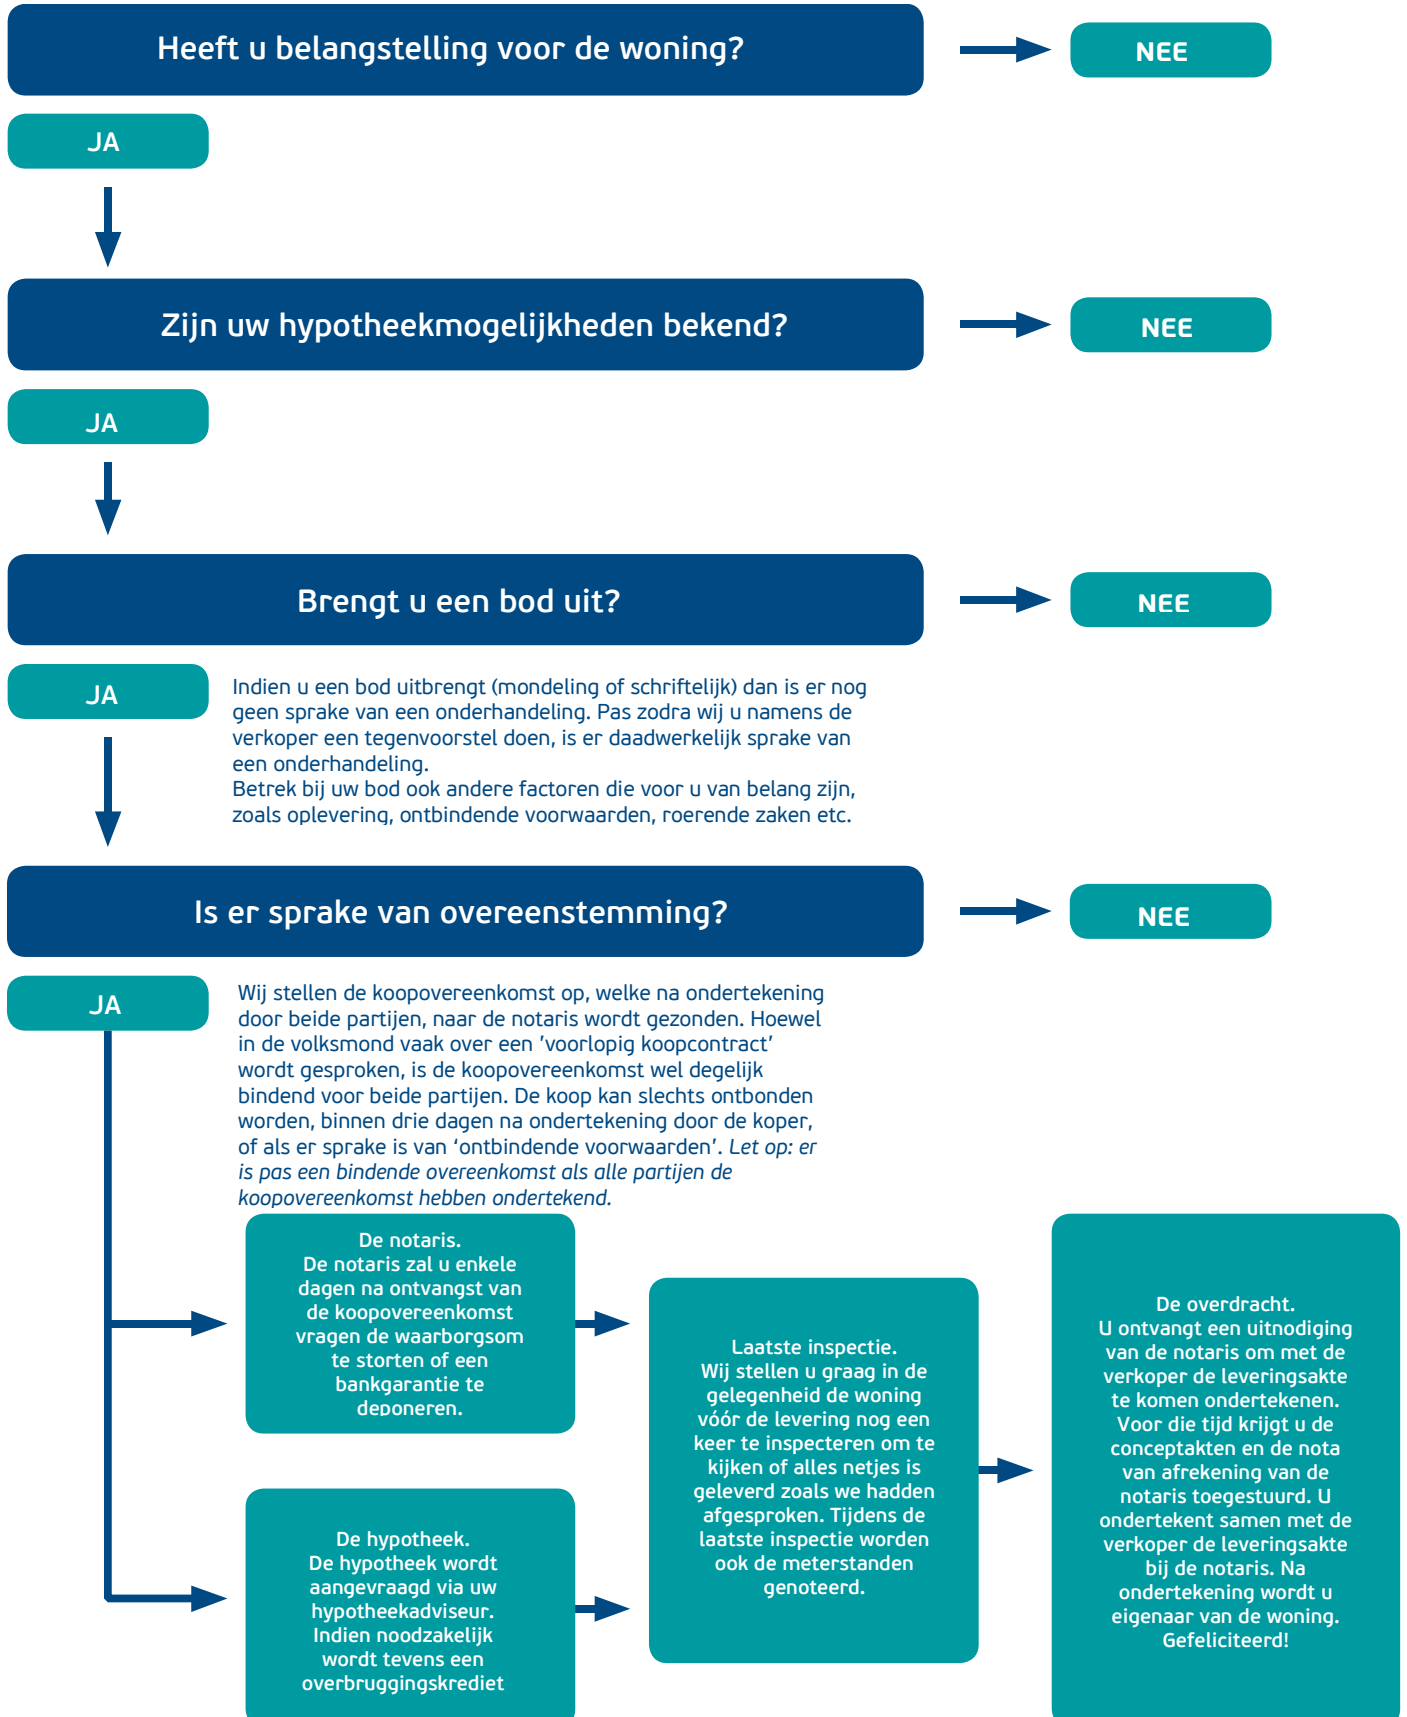 Heeft u belangstelling voor de woning?
NEE
JA
Zijn uw hypotheekmogelijkheden bekend?
NEE
JA
Brengt u een bod uit?
NEE
JA
Indien u een bod uitbrengt (mondeling of schriftelijk) dan is er nog
geen sprake van een onderhandeling. Pas zodra wij u namens de
verkoper een tegenvoorstel doen, is er daadwerkelijk sprake van
een onderhandeling.
Betrek bij uw bod ook andere factoren die voor u van belang zijn,
zoals oplevering, ontbindende voorwaarden, roerende zaken etc.
Is er sprake van overeenstemming?
NEE
JA
Wij stellen de koopovereenkomst op, welke na ondertekening
door beide partijen, naar de notaris wordt gezonden. Hoewel
in de volksmond vaak over een 'voorlopig koopcontract'
wordt gesproken, is de koopovereenkomst wel degelijk
bindend voor beide partijen. De koop kan slechts ontbonden
worden, binnen drie dagen na ondertekening door de koper,
of als er sprake is van ‘ontbindende voorwaarden’. Let op: er
is pas een bindende overeenkomst als alle partijen de
koopovereenkomst hebben ondertekend.
De notaris.
De notaris zal u enkele
dagen na ontvangst van
de koopovereenkomst
vragen de waarborgsom
te storten of een
bankgarantie te
deponeren.
De hypotheek.
De hypotheek wordt
aangevraagd via uw
hypotheekadviseur.
Indien noodzakelijk
wordt tevens een
overbruggingskrediet
Laatste inspectie.
Wij stellen u graag in de
gelegenheid de woning
vóór de levering nog een
keer te inspecteren om te
kijken of alles netjes is
geleverd zoals we hadden
afgesproken. Tijdens de
laatste inspectie worden
ook de meterstanden
genoteerd.
De overdracht.
U ontvangt een uitnodiging
van de notaris om met de
verkoper de leveringsakte
te komen ondertekenen.
Voor die tijd krijgt u de
conceptakten en de nota
van afrekening van de
notaris toegestuurd. U
ondertekent samen met de
verkoper de leveringsakte
bij de notaris. Na
ondertekening wordt u
eigenaar van de woning.
Gefeliciteerd!